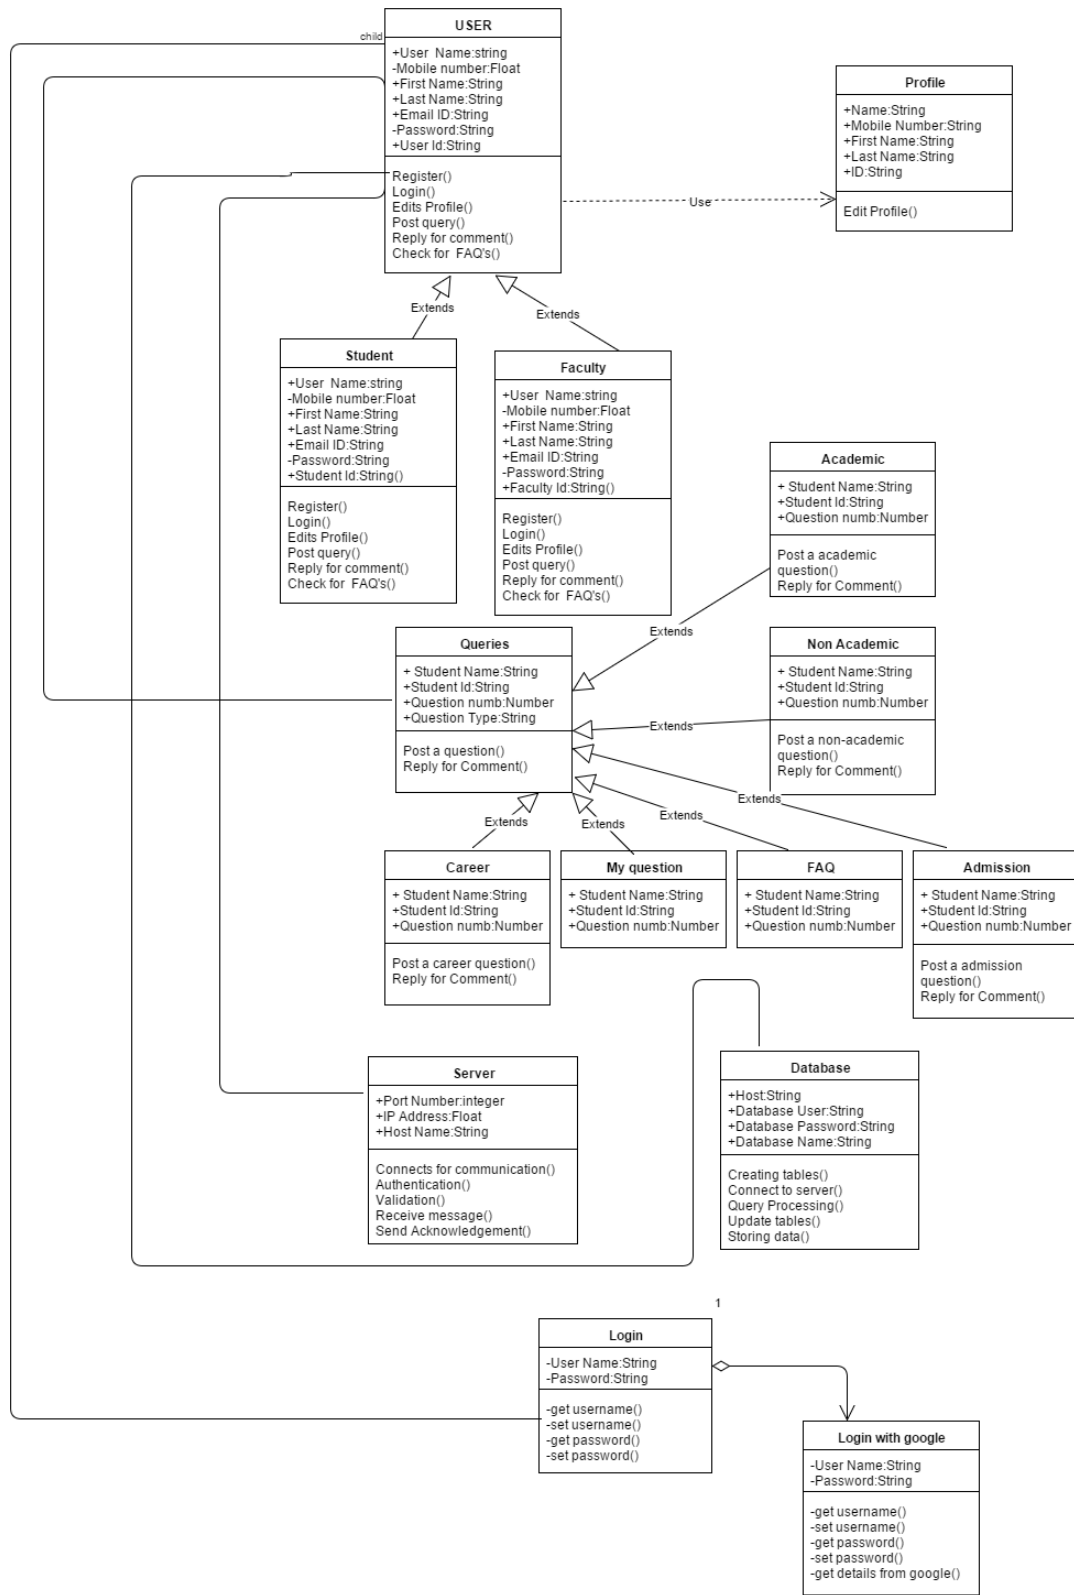 USER
child
+User  Name:string
-Mobile number:Float
+First Name:String
+Last Name:String
+Email ID:String
-Password:String
+User Id:String
Register()
Login()
Edits Profile()
Post query()
Reply for comment()
Check for  FAQ's()
Profile
+Name:String
+Mobile Number:String
+First Name:String
+Last Name:String
+ID:String
Edit Profile()
Use
Extends
Extends
Student
+User  Name:string
-Mobile number:Float
+First Name:String
+Last Name:String
+Email ID:String
-Password:String
+Student Id:String()
Register()
Login()
Edits Profile()
Post query()
Reply for comment()
Check for  FAQ's()
Faculty
+User  Name:string
-Mobile number:Float
+First Name:String
+Last Name:String
+Email ID:String
-Password:String
+Faculty Id:String()
Register()
Login()
Edits Profile()
Post query()
Reply for comment()
Check for  FAQ's()
Academic
+ Student Name:String
+Student Id:String
+Question numb:Number
Post a academic
question()
Reply for Comment()
Extends
Queries
+ Student Name:String
+Student Id:String
+Question numb:Number
+Question Type:String
Post a question()
Reply for Comment()
Non Academic
+ Student Name:String
+Student Id:String
+Question numb:Number
Post a non-academic
question()
Reply for Comment()
Extends
Extends
Extends
Extends
Extends
Career
+ Student Name:String
+Student Id:String
+Question numb:Number
Post a career question()
Reply for Comment()
My question
+ Student Name:String
+Student Id:String
+Question numb:Number
FAQ
+ Student Name:String
+Student Id:String
+Question numb:Number
Admission
+ Student Name:String
+Student Id:String
+Question numb:Number
Post a admission
question()
Reply for Comment()
Server
+Port Number:integer
+IP Address:Float
+Host Name:String
Connects for communication()
Authentication()
Validation()
Receive message()
Send Acknowledgement()
Database
+Host:String
+Database User:String
+Database Password:String
+Database Name:String
Creating tables()
Connect to server()
Query Processing()
Update tables()
Storing data()
1
Login
-User Name:String
-Password:String
-get username()
-set username()
-get password()
-set password()
Login with google
-User Name:String
-Password:String
-get username()
-set username()
-get password()
-set password()
-get details from google()